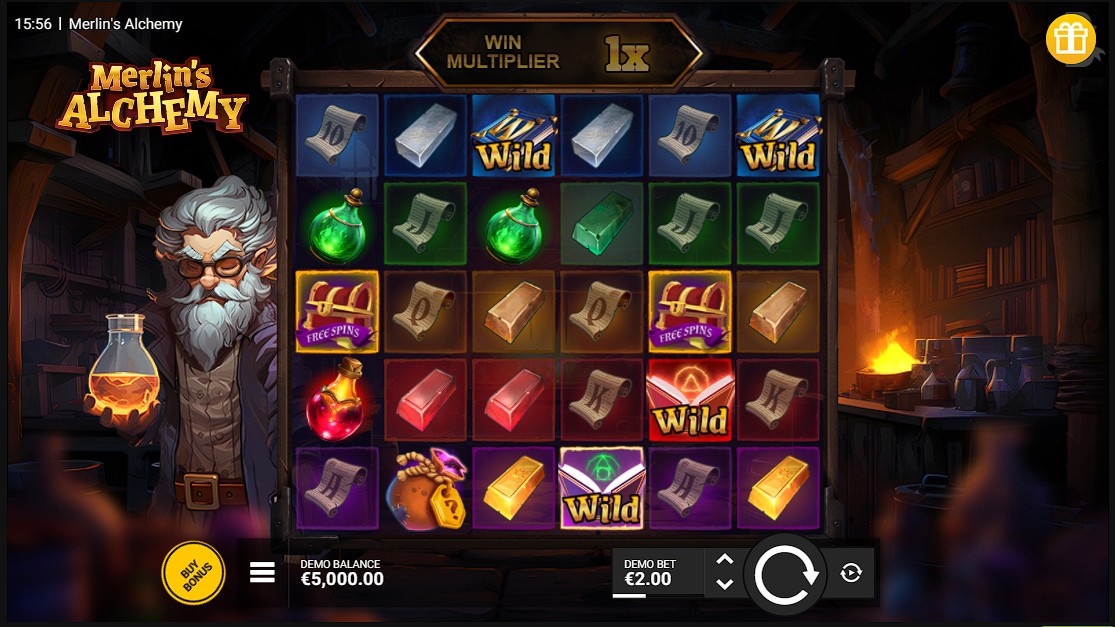 15:56 | Merlin's Alchemy
WIN
MULTIPLIER
1x
Merlin's
ALCHEMY
10
Wild
10
Wild
J
J
J
FREE SPINS
Q
Q
FREE SPINS
K
Wild
K
A
?
Wild
A
BUY
BONUS
DEMO BALANCE
€5,000.00
DEMO BET
€2.00